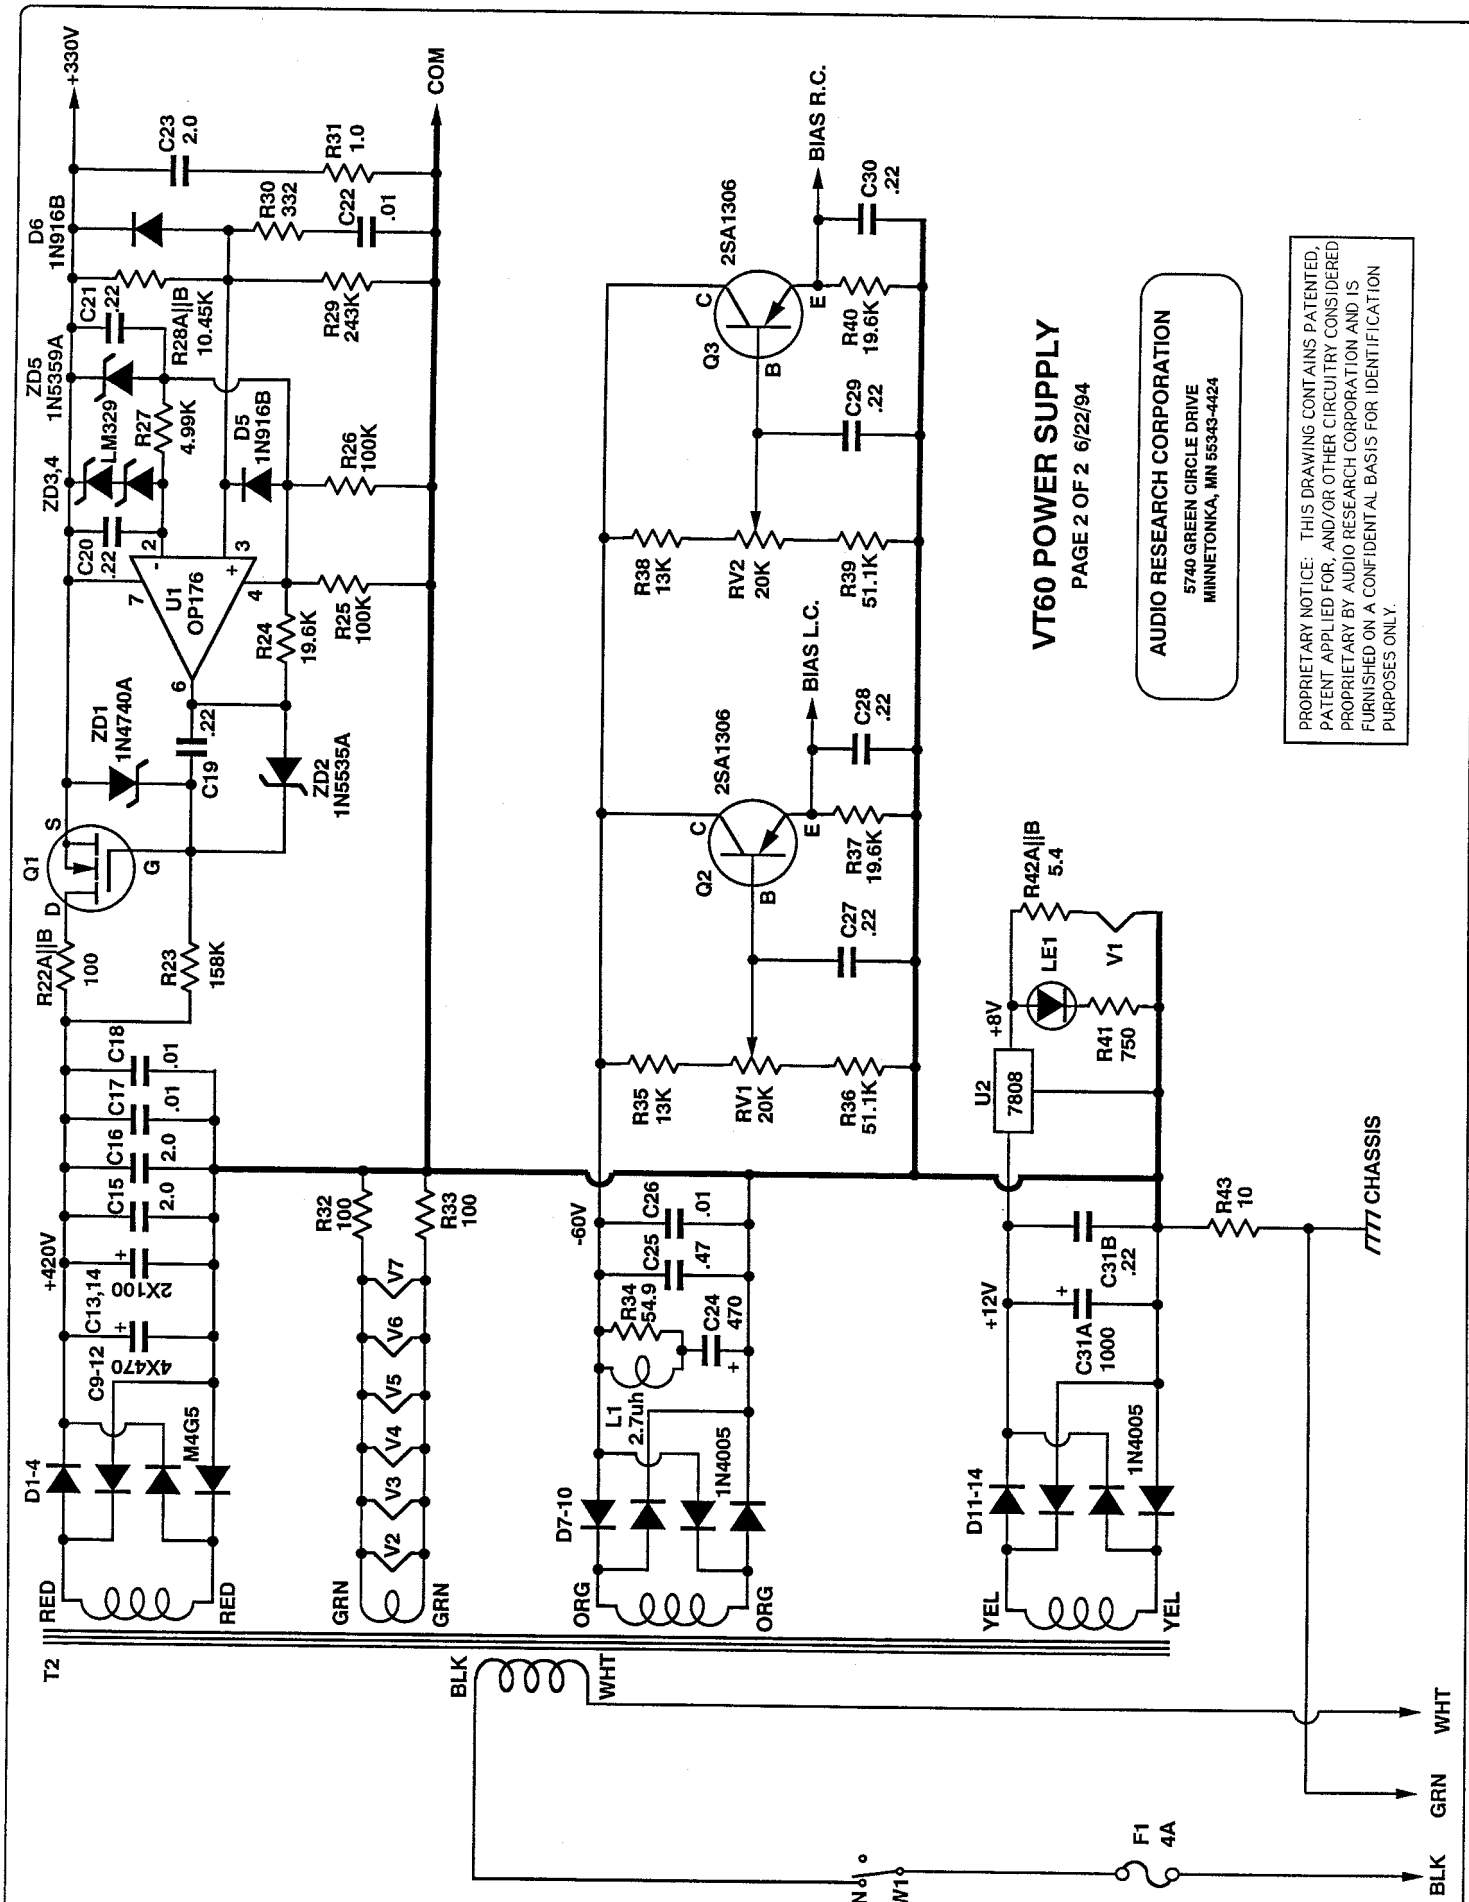 T2
RED
RED
D1-4
M4G5
C9-12
4X470
+
C13,14
2X100
+
+420V
C15
2.0
C16
2.0
C17
.01
C18
.01
R22A||B
100
R23
158K
Q1
D
S
G
ZD1
1N4740A
C19
.22
ZD2
1N5535A
6
7
U1
OP176
-
2
+
3
4
R24
19.6K
R25
100K
C20
.22
ZD3,4
LM329
R27
4.99K
D5
1N916B
R26
100K
ZD5
1N5359A
C21
.22
R28A||B
10.45K
R29
243K
D6
1N916B
R30
332
C22
.01
C23
2.0
R31
1.0
+330V
COM
GRN
GRN
V2
V3
V4
V5
V6
V7
R32
100
R33
100
ORG
ORG
D7-10
1N4005
L1
2.7uh
R34
54.9
C24
470
+
C25
.47
C26
.01
-60V
R35
13K
RV1
20K
R36
51.1K
C27
.22
Q2
B
C
E
2SA1306
R37
19.6K
C28
.22
BIAS L.C.
R38
13K
RV2
20K
R39
51.1K
C29
.22
Q3
B
C
E
2SA1306
R40
19.6K
C30
.22
BIAS R.C.
YEL
YEL
D11-14
1N4005
+12V
C31A
1000
+
C31B
.22
U2
7808
+8V
LE1
R41
750
R42A||B
5.4
V1
R43
10
CHASSIS
BLK
WHT
F1
4A
BLK
GRN
WHT
VT60 POWER SUPPLY
PAGE 2 OF 2 6/22/94
AUDIO RESEARCH CORPORATION
5740 GREEN CIRCLE DRIVE
MINNETONKA, MN 55343-4424
PROPRIETARY NOTICE: THIS DRAWING CONTAINS PATENTED,
PATENT APPLIED FOR, AND/OR OTHER CIRCUITRY CONSIDERED
PROPRIETARY BY AUDIO RESEARCH CORPORATION AND IS
FURNISHED ON A CONFIDENTAL BASIS FOR IDENTIFICATION
PURPOSES ONLY.